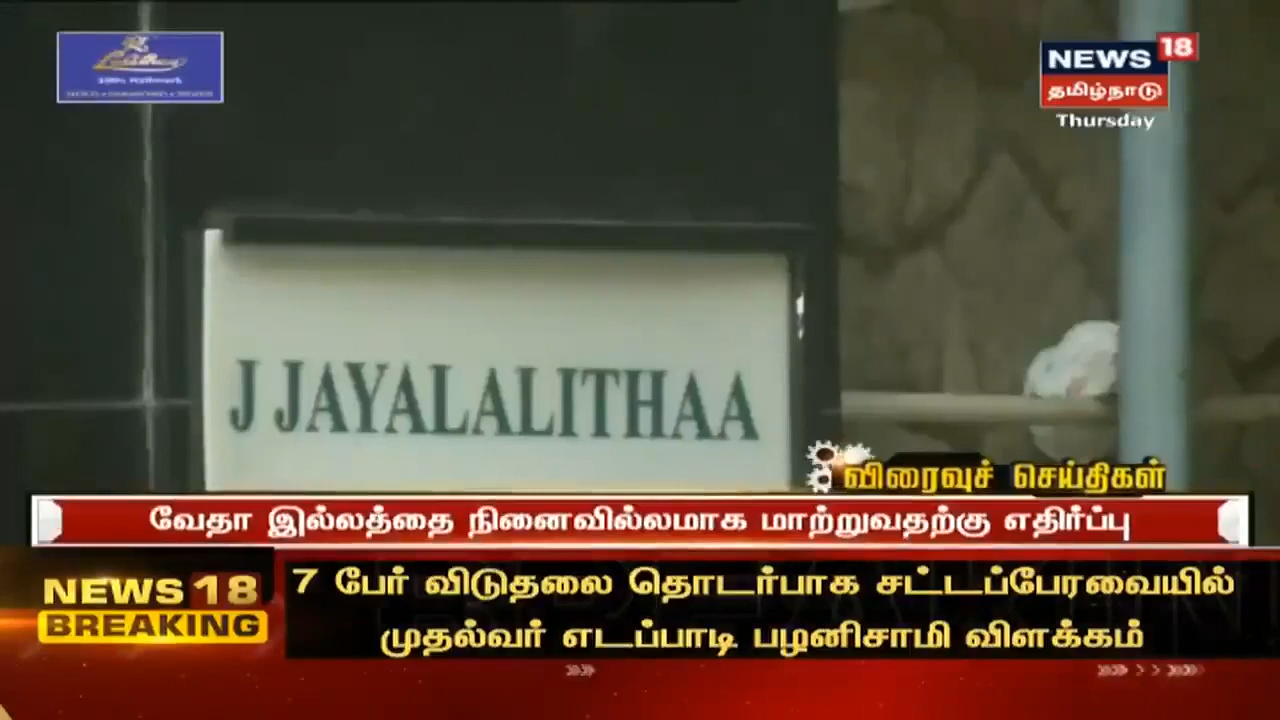 NEWS 18
தமிழ்நாடு
Thursday
J JAYALALITHAA
விரைவுச் செய்திகள்
வேதா இல்லத்தை நினைவில்லமாக மாற்றுவதற்கு எதிர்ப்பு
NEWS 18
BREAKING
7 பேர் விடுதலை தொடர்பாக சட்டப்பேரவையில்
முதல்வர் எடப்பாடி பழனிசாமி விளக்கம்